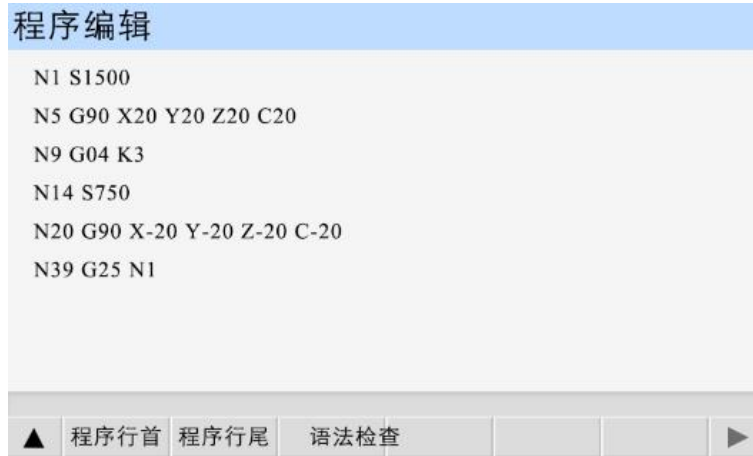 程序编辑
N1 S1500
N5 G90 X20 Y20 Z20 C20
N9 G04 K3
N14 S750
N20 G90 X-20 Y-20 Z-20 C-20
N39 G25 N1
▲ 程序行首 程序行尾 语法检查 ▶